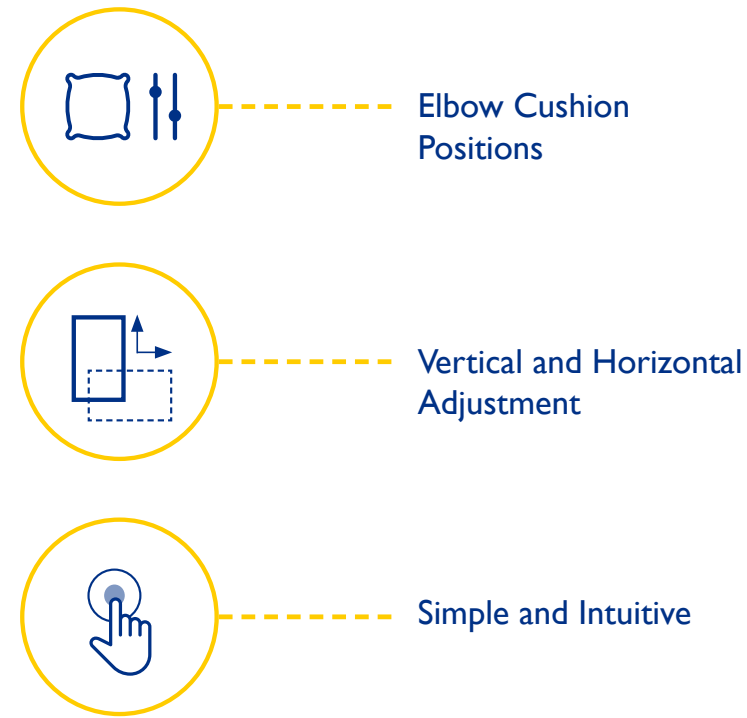 Elbow Cushion
Positions
Vertical and Horizontal
Adjustment
Simple and Intuitive